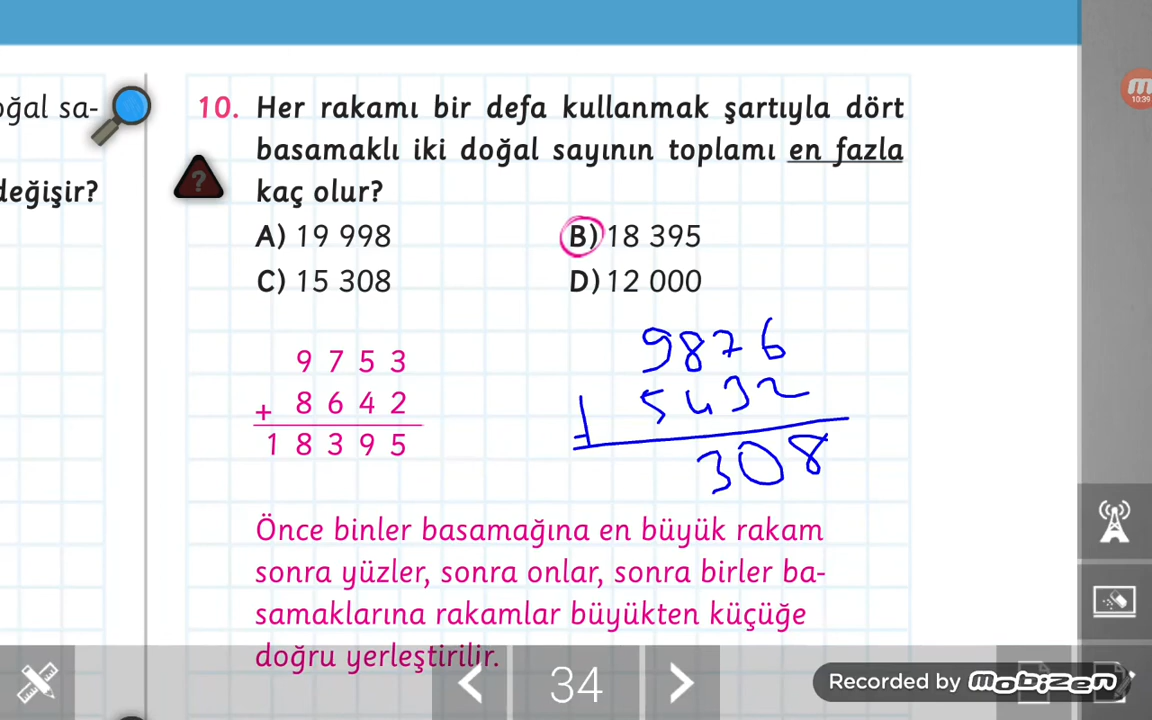 oğal sa-
değişir?
10. Her rakamı bir defa kullanmak şartıyla dört
basamaklı iki doğal sayının toplamı en fazla
kaç olur?
A) 19 998 B) 18 395
C) 15 308 D) 12 000
9 7 5 3
+ 8 6 4 2
1 8 3 9 5
9876
+ 5432
308
Önce binler basamağına en büyük rakam
sonra yüzler, sonra onlar, sonra birler ba-
samaklarına rakamlar büyükten küçüğe
doğru yerleştirilir.
34
Recorded by mobizen
10:39